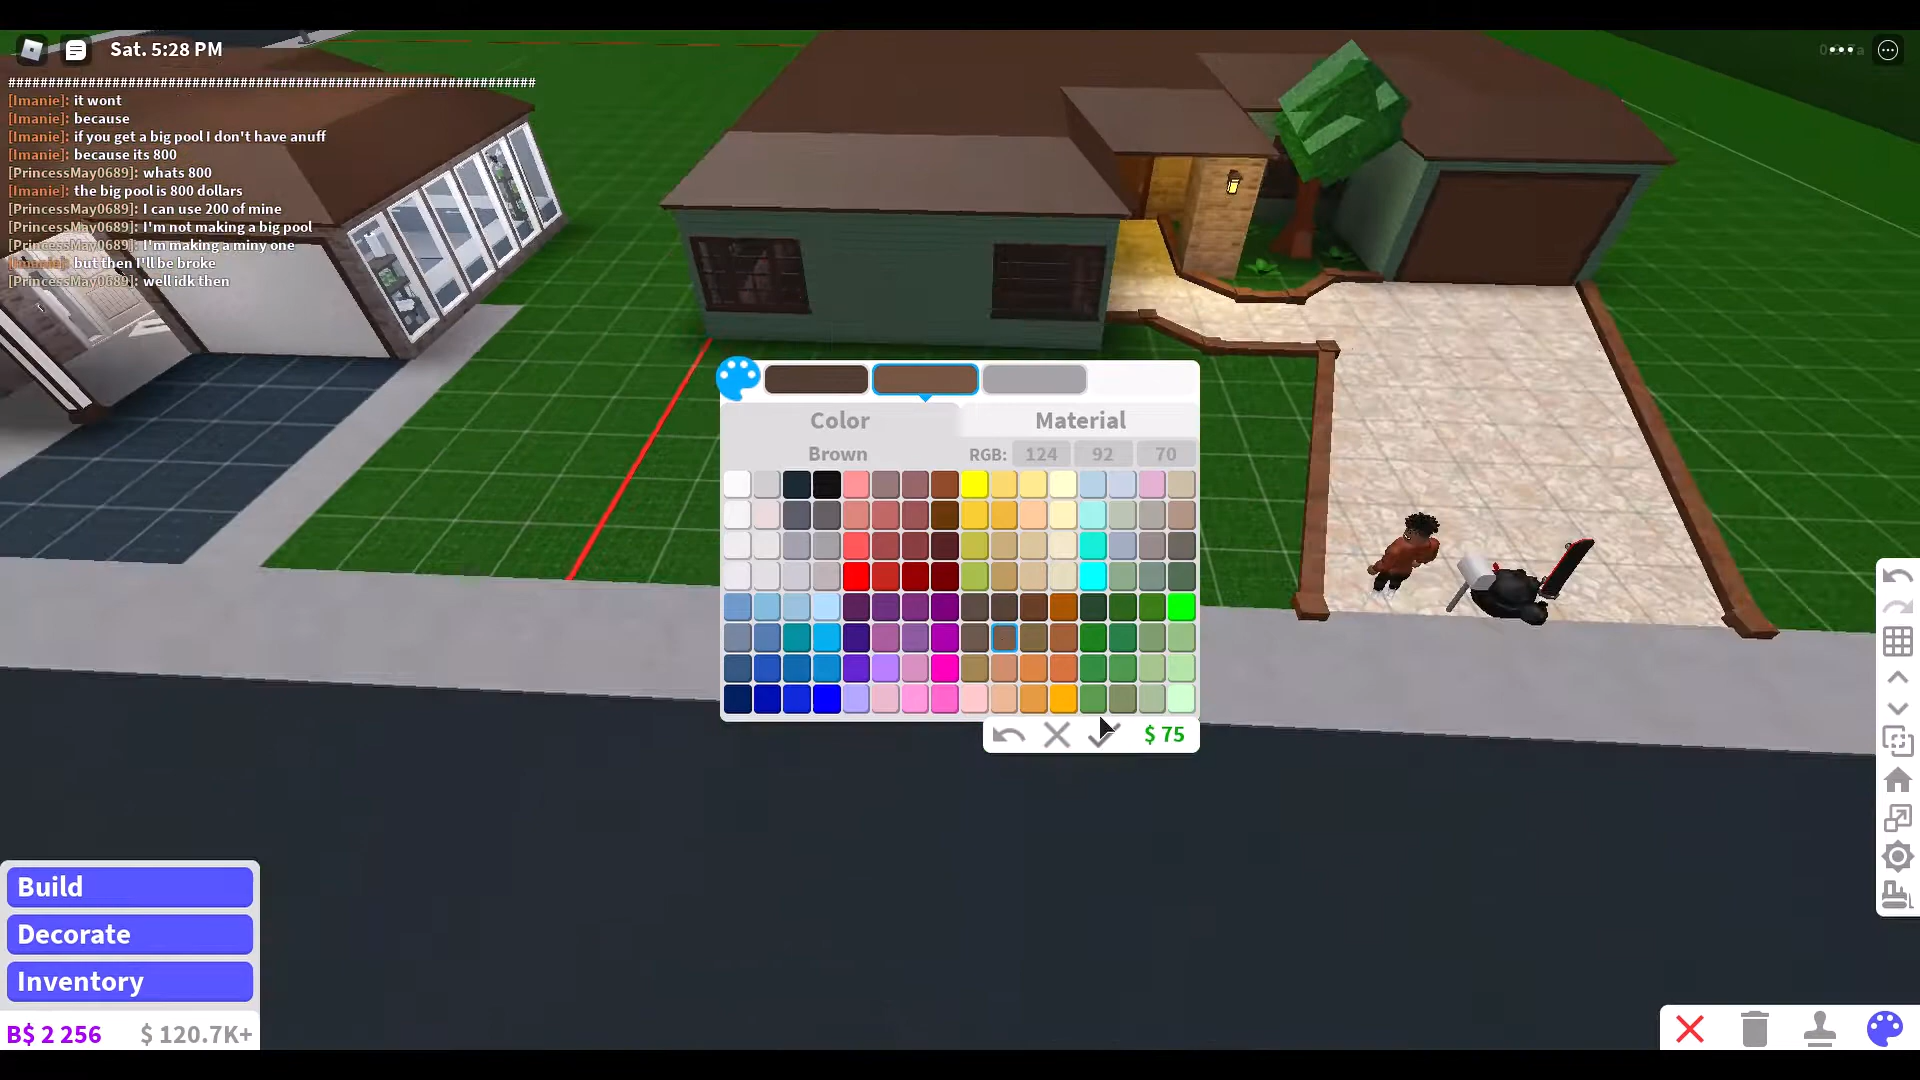 Sat. 5:28 PM
################################################################
[Imanie]: it wont
[Imanie]: because
[Imanie]: if you get a big pool I don't have anuff
[Imanie]: because its 800
[PrincessMay0689]: whats 800
[Imanie]: the big pool is 800 dollars
[PrincessMay0689]: I can use 200 of mine
[PrincessMay0689]: I'm not making a big pool
[PrincessMay0689]: I'm making a miny one
[Imanie]: but then I'll be broke
[PrincessMay0689]: well idk then
Color
Material
Brown
RGB: 124 92 70
$ 75
Build
Decorate
Inventory
B$ 2 256
$ 120.7K+